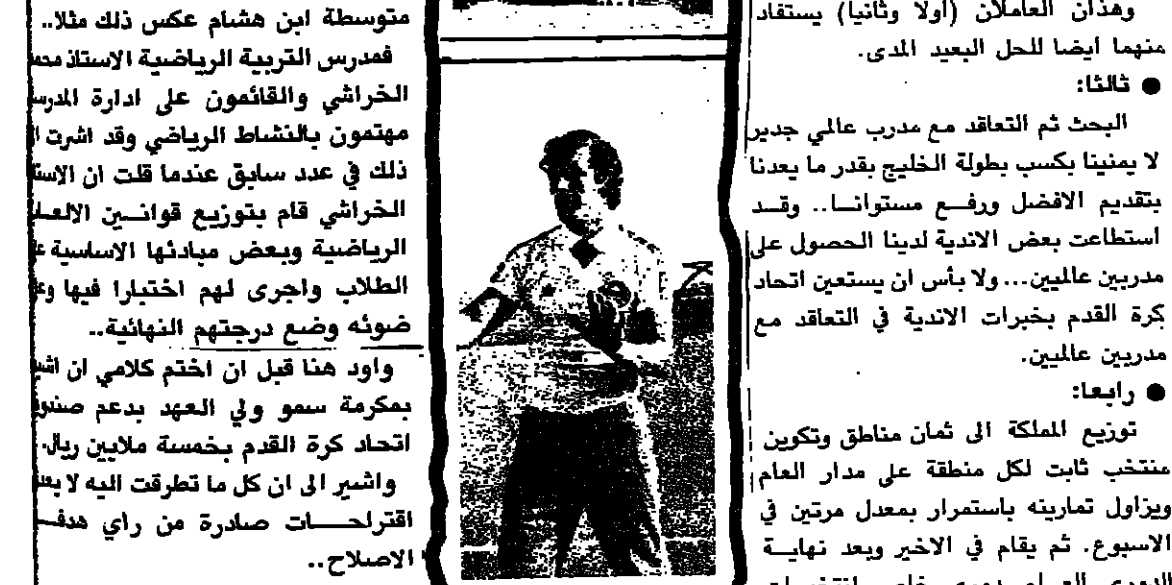 وهذان العاملان (اولا وثانيا) يستفاد
منهما ايضا للحل البعيد المدى.
● ثالثا:
البحث ثم التعاقد مع مدرب عالمي جدير
لا يمنينا بكسب بطولة الخليج بقدر ما يعدنا
بتقديم الافضل ورفع مستوانا.. وقد
استطاعت بعض الاندية لدينا الحصول على
مدربين عالميين... ولا بأس ان يستعين اتحاد
كرة القدم بخبرات الاندية في التعاقد مع
مدربين عالميين.
● رابعا:
توزيع المملكة الى ثمان مناطق وتكوين
منتخب ثابت لكل منطقة على مدار العام
ويزاول تمارينه باستمرار بمعدل مرتين في
الاسبوع. ثم يقام في الاخير وبعد نهاية
متوسطة ابن هشام عكس ذلك مثلا..
فمدرس التربية الرياضية الاستاذ محمد
الخراشي والقائمون على ادارة المدرس
مهتمون بالنشاط الرياضي وقد اشرت ا
ذلك في عدد سابق عندما قلت ان الاستا
الخراشي قام بتوزيع قوانين الالعا
الرياضية وبعض مبادئها الاساسية ع
الطلاب واجرى لهم اختبارا فيها وع
ضوئه وضع درجتهم النهائية..
واود هنا قبل ان اختم كلامي ان اشي
بمكرمة سمو ولي العهد بدعم صندو
اتحاد كرة القدم بخمسة ملايين ريال.
واشير الى ان كل ما تطرقت اليه لا يعد
اقتراحات صادرة من راي هدف
الاصلاح..